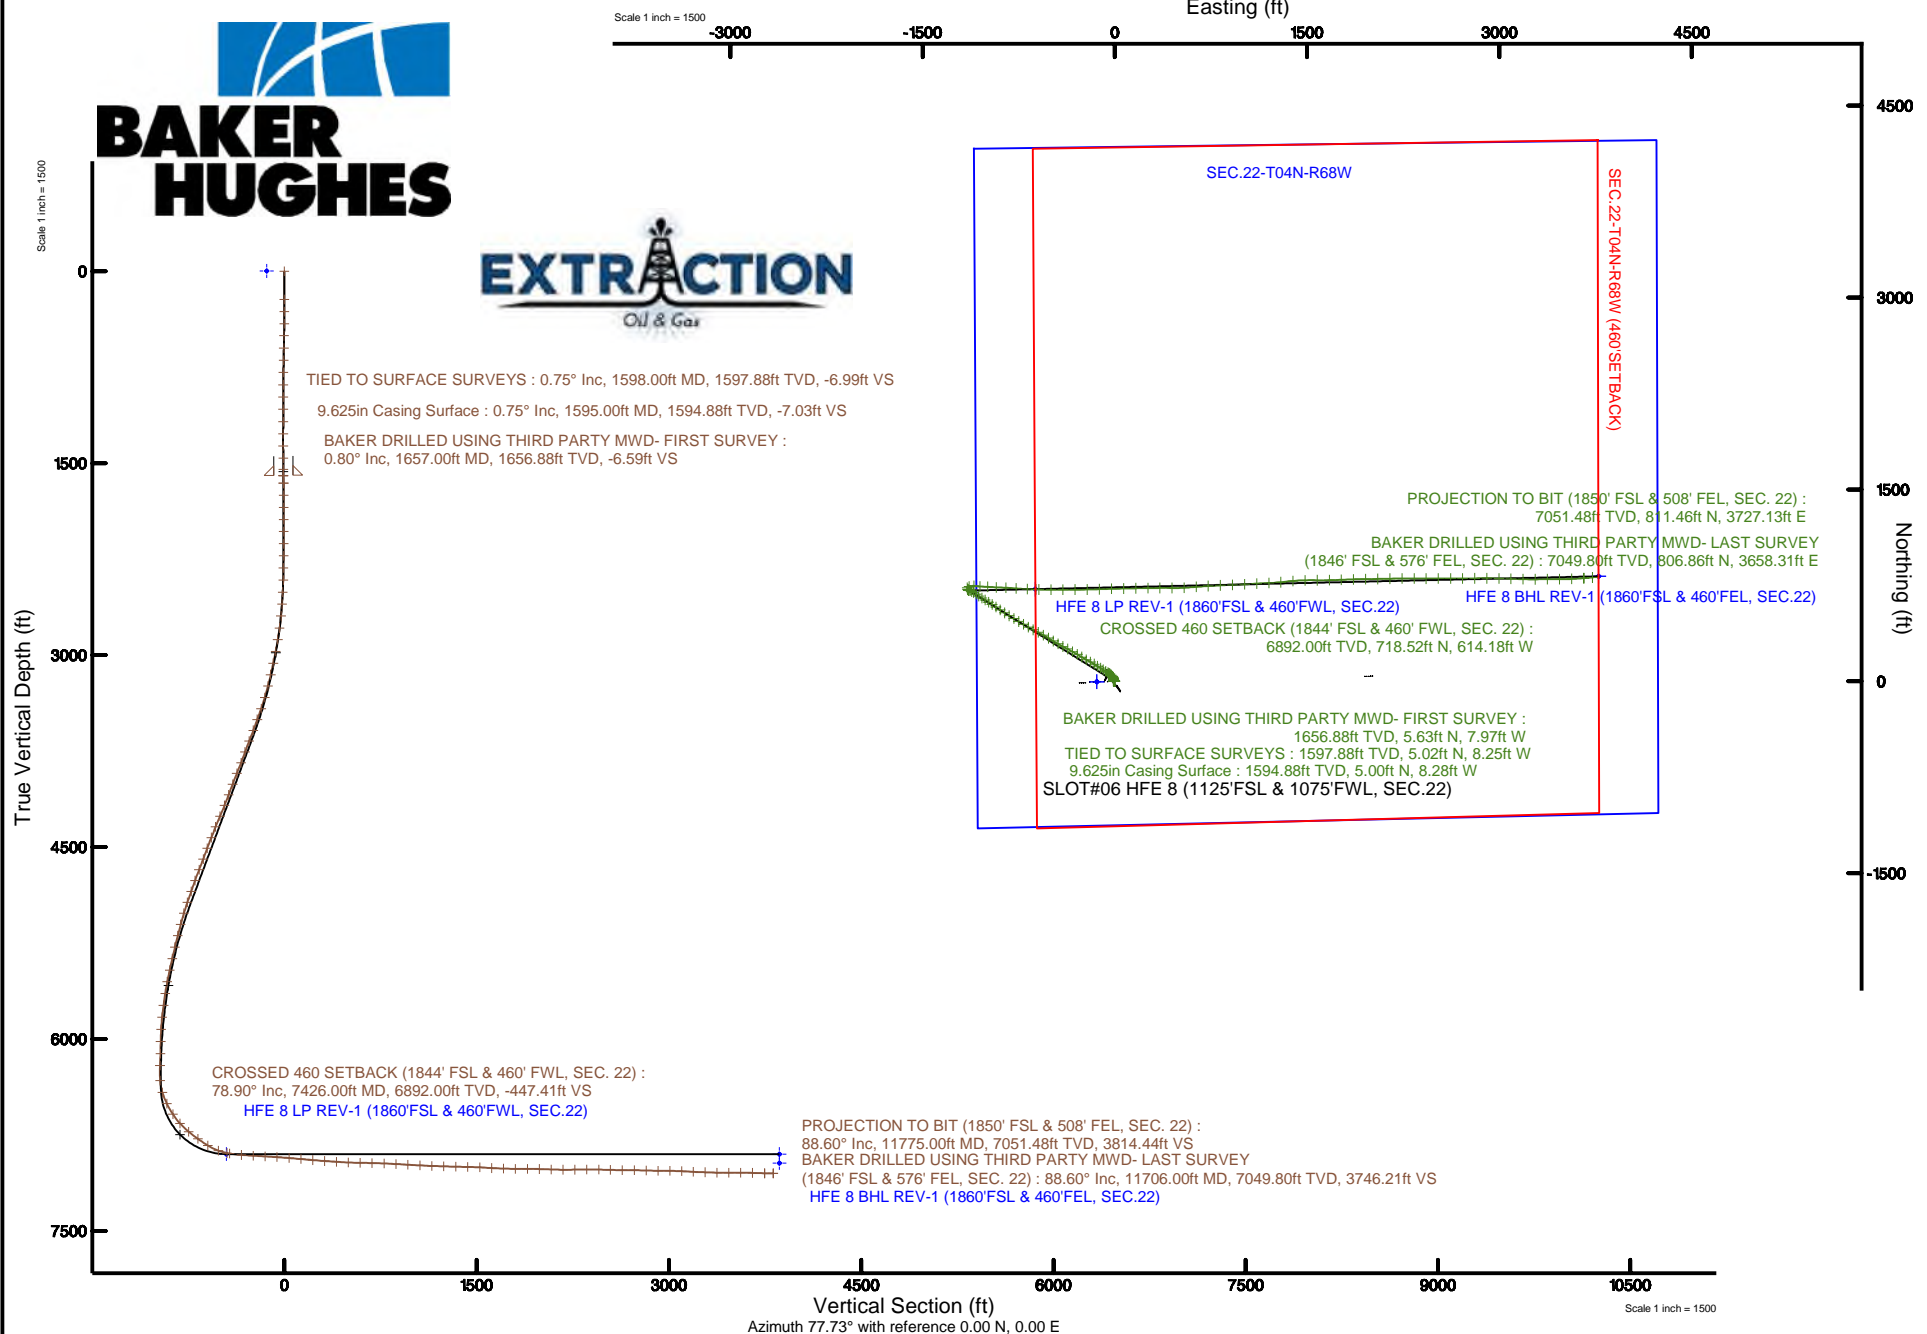 Scale 1 inch = 1500
Easting (ft)
-3000
-1500
0
1500
3000
4500
BAKER
HUGHES
Scale 1 inch = 1500
EXTRACTION
Oil & Gas
SEC.22-T04N-R68W
SEC.22-T04N-R68W (460'SETBACK)
4500
3000
1500
0
-1500
Northing (ft)
0
1500
3000
4500
6000
7500
True Vertical Depth (ft)
TIED TO SURFACE SURVEYS : 0.75° Inc, 1598.00ft MD, 1597.88ft TVD, -6.99ft VS
9.625in Casing Surface : 0.75° Inc, 1595.00ft MD, 1594.88ft TVD, -7.03ft VS
BAKER DRILLED USING THIRD PARTY MWD- FIRST SURVEY :
0.80° Inc, 1657.00ft MD, 1656.88ft TVD, -6.59ft VS
PROJECTION TO BIT (1850' FSL & 508' FEL, SEC. 22) :
7051.48ft TVD, 811.46ft N, 3727.13ft E
BAKER DRILLED USING THIRD PARTY MWD- LAST SURVEY
(1846' FSL & 576' FEL, SEC. 22) : 7049.80ft TVD, 806.86ft N, 3658.31ft E
HFE 8 LP REV-1 (1860'FSL & 460'FWL, SEC.22)
HFE 8 BHL REV-1 (1860'FSL & 460'FEL, SEC.22)
CROSSED 460 SETBACK (1844' FSL & 460' FWL, SEC. 22) :
6892.00ft TVD, 718.52ft N, 614.18ft W
BAKER DRILLED USING THIRD PARTY MWD- FIRST SURVEY :
1656.88ft TVD, 5.63ft N, 7.97ft W
TIED TO SURFACE SURVEYS : 1597.88ft TVD, 5.02ft N, 8.25ft W
9.625in Casing Surface : 1594.88ft TVD, 5.00ft N, 8.28ft W
SLOT#06 HFE 8 (1125'FSL & 1075'FWL, SEC.22)
CROSSED 460 SETBACK (1844' FSL & 460' FWL, SEC. 22) :
78.90° Inc, 7426.00ft MD, 6892.00ft TVD, -447.41ft VS
HFE 8 LP REV-1 (1860'FSL & 460'FWL, SEC.22)
PROJECTION TO BIT (1850' FSL & 508' FEL, SEC. 22) :
88.60° Inc, 11775.00ft MD, 7051.48ft TVD, 3814.44ft VS
BAKER DRILLED USING THIRD PARTY MWD- LAST SURVEY
(1846' FSL & 576' FEL, SEC. 22) : 88.60° Inc, 11706.00ft MD, 7049.80ft TVD, 3746.21ft VS
HFE 8 BHL REV-1 (1860'FSL & 460'FEL, SEC.22)
0
1500
3000
4500
6000
7500
9000
10500
Vertical Section (ft)
Scale 1 inch = 1500
Azimuth 77.73° with reference 0.00 N, 0.00 E